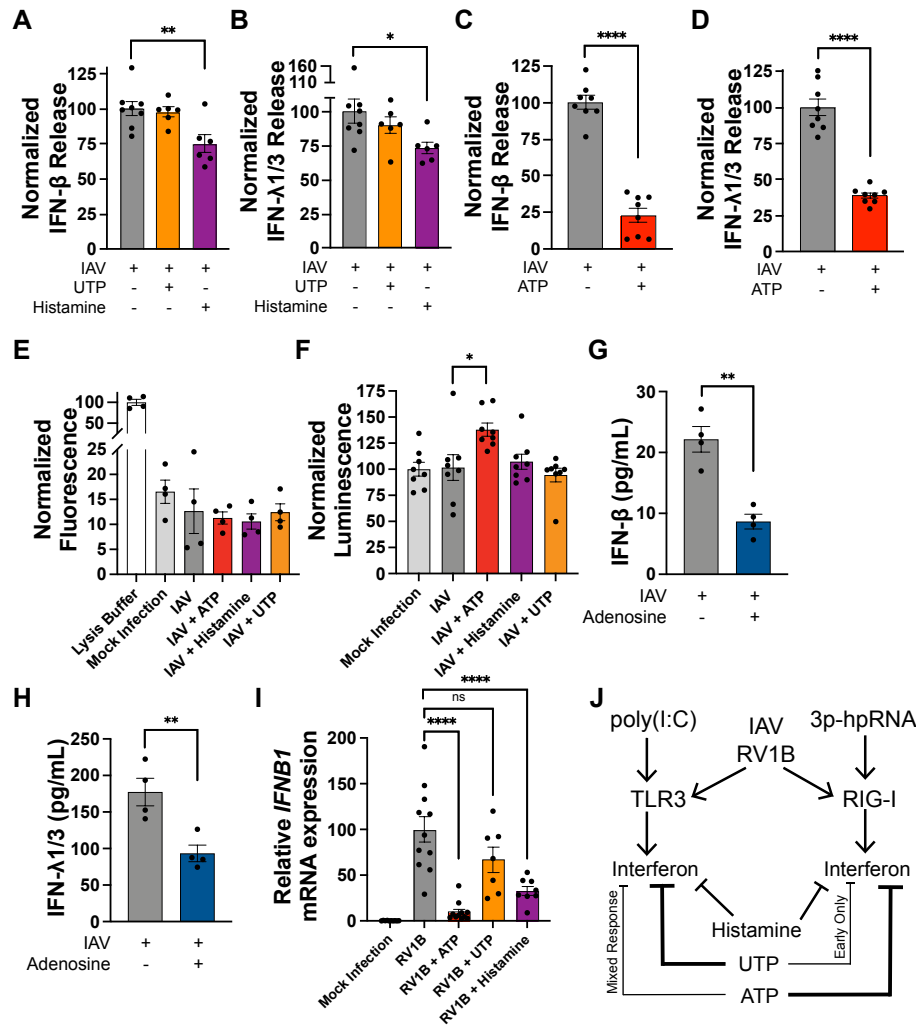 A
**
Normalized
IFN-β Release
125
100
75
50
25
0
IAV + + +
UTP - + -
Histamine - - +
B
*
Normalized
IFN-λ1/3 Release
160
130
100
75
50
25
0
IAV + + +
UTP - + -
Histamine - - +
C
****
Normalized
IFN-β Release
150
125
100
75
50
25
0
IAV + +
ATP - +
D
****
Normalized
IFN-λ1/3 Release
150
125
100
75
50
25
0
IAV + +
ATP - +
E
Normalized
Fluorescence
100
50
25
20
15
10
5
0
Lysis Buffer
Mock Infection
IAV
IAV + ATP
IAV + Histamine
IAV + UTP
F
*
Normalized
Luminescence
175
150
125
100
75
50
25
0
Mock Infection
IAV
IAV + ATP
IAV + Histamine
IAV + UTP
G
**
IFN-β (pg/mL)
30
20
10
0
IAV + +
Adenosine - +
H
**
IFN-λ1/3 (pg/mL)
250
200
150
100
50
0
IAV + +
Adenosine - +
I
****
ns
****
Relative IFNB1
mRNA expression
200
150
100
50
0
Mock Infection
RV1B
RV1B + ATP
RV1B + UTP
RV1B + Histamine
J
poly(I:C)
IAV
RV1B
3p-hpRNA
TLR3
RIG-I
Interferon
Interferon
Mixed Response
Early Only
Histamine
UTP
ATP